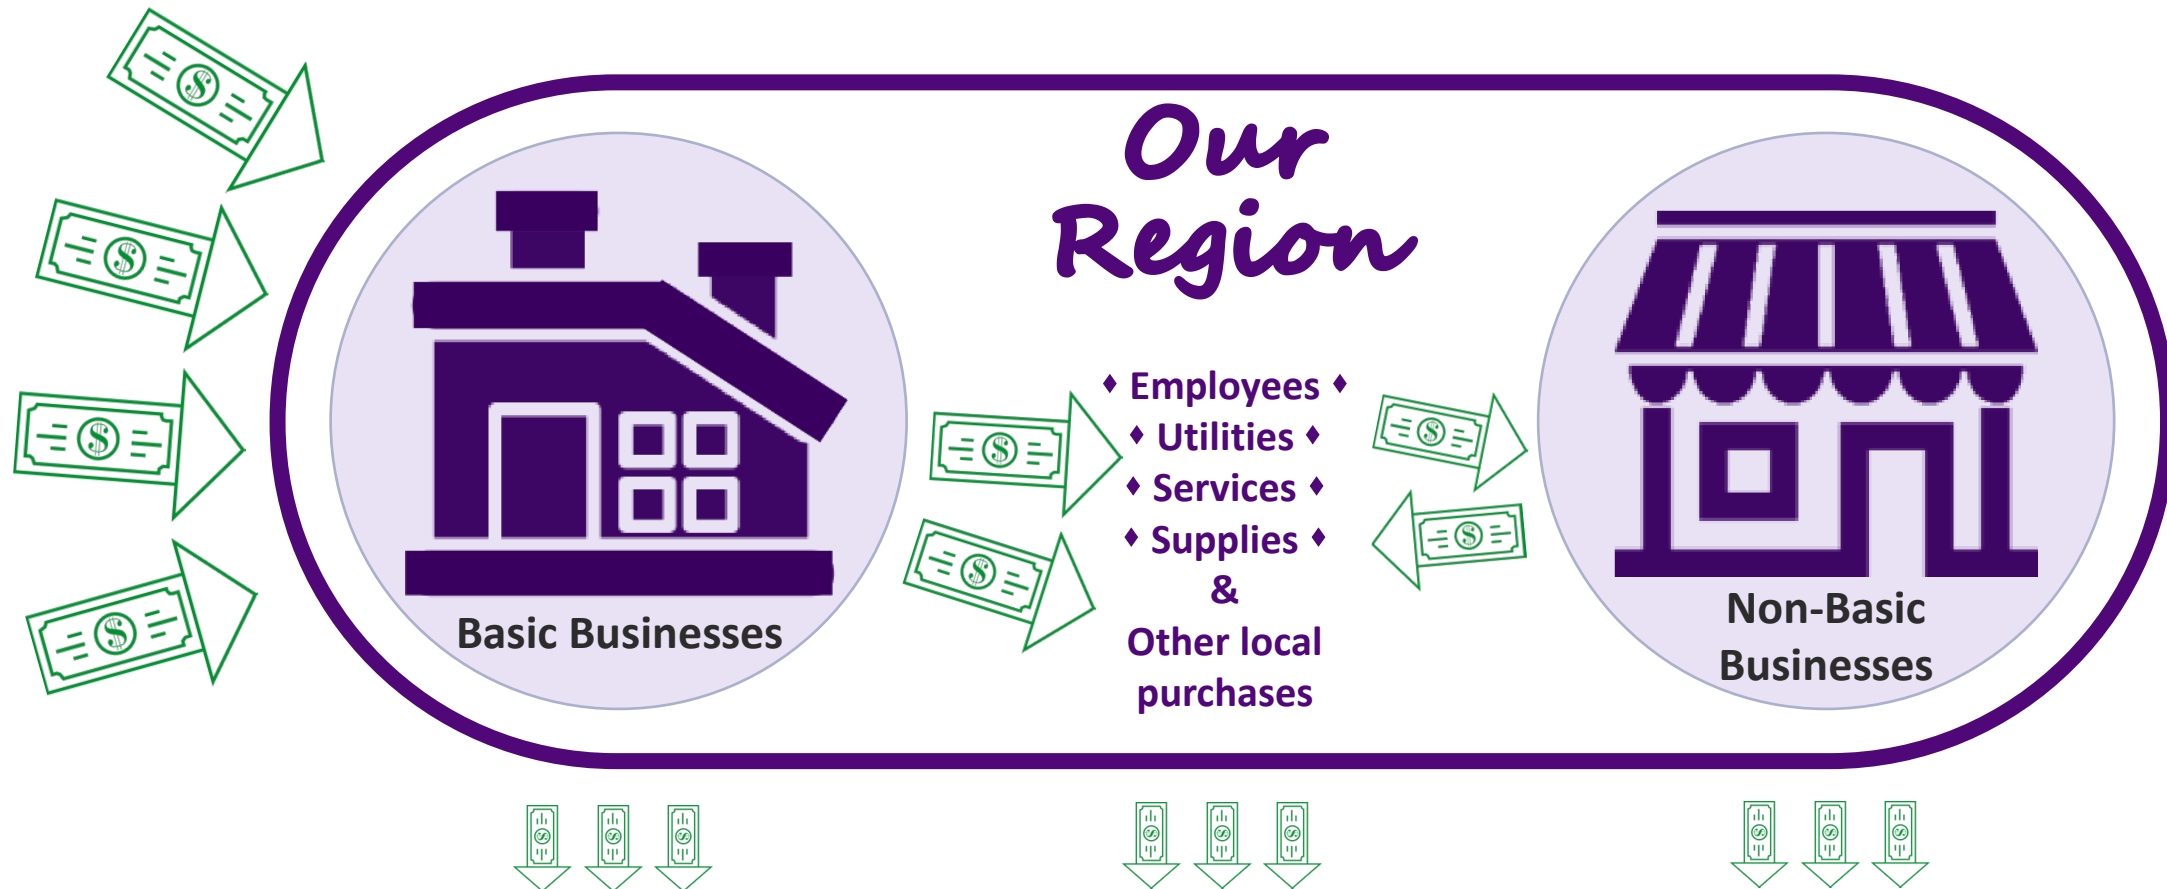 Our
Region
♦ Employees ♦
♦ Utilities ♦
♦ Services ♦
♦ Supplies ♦
&
Other local
purchases
Basic Businesses
Non-Basic
Businesses